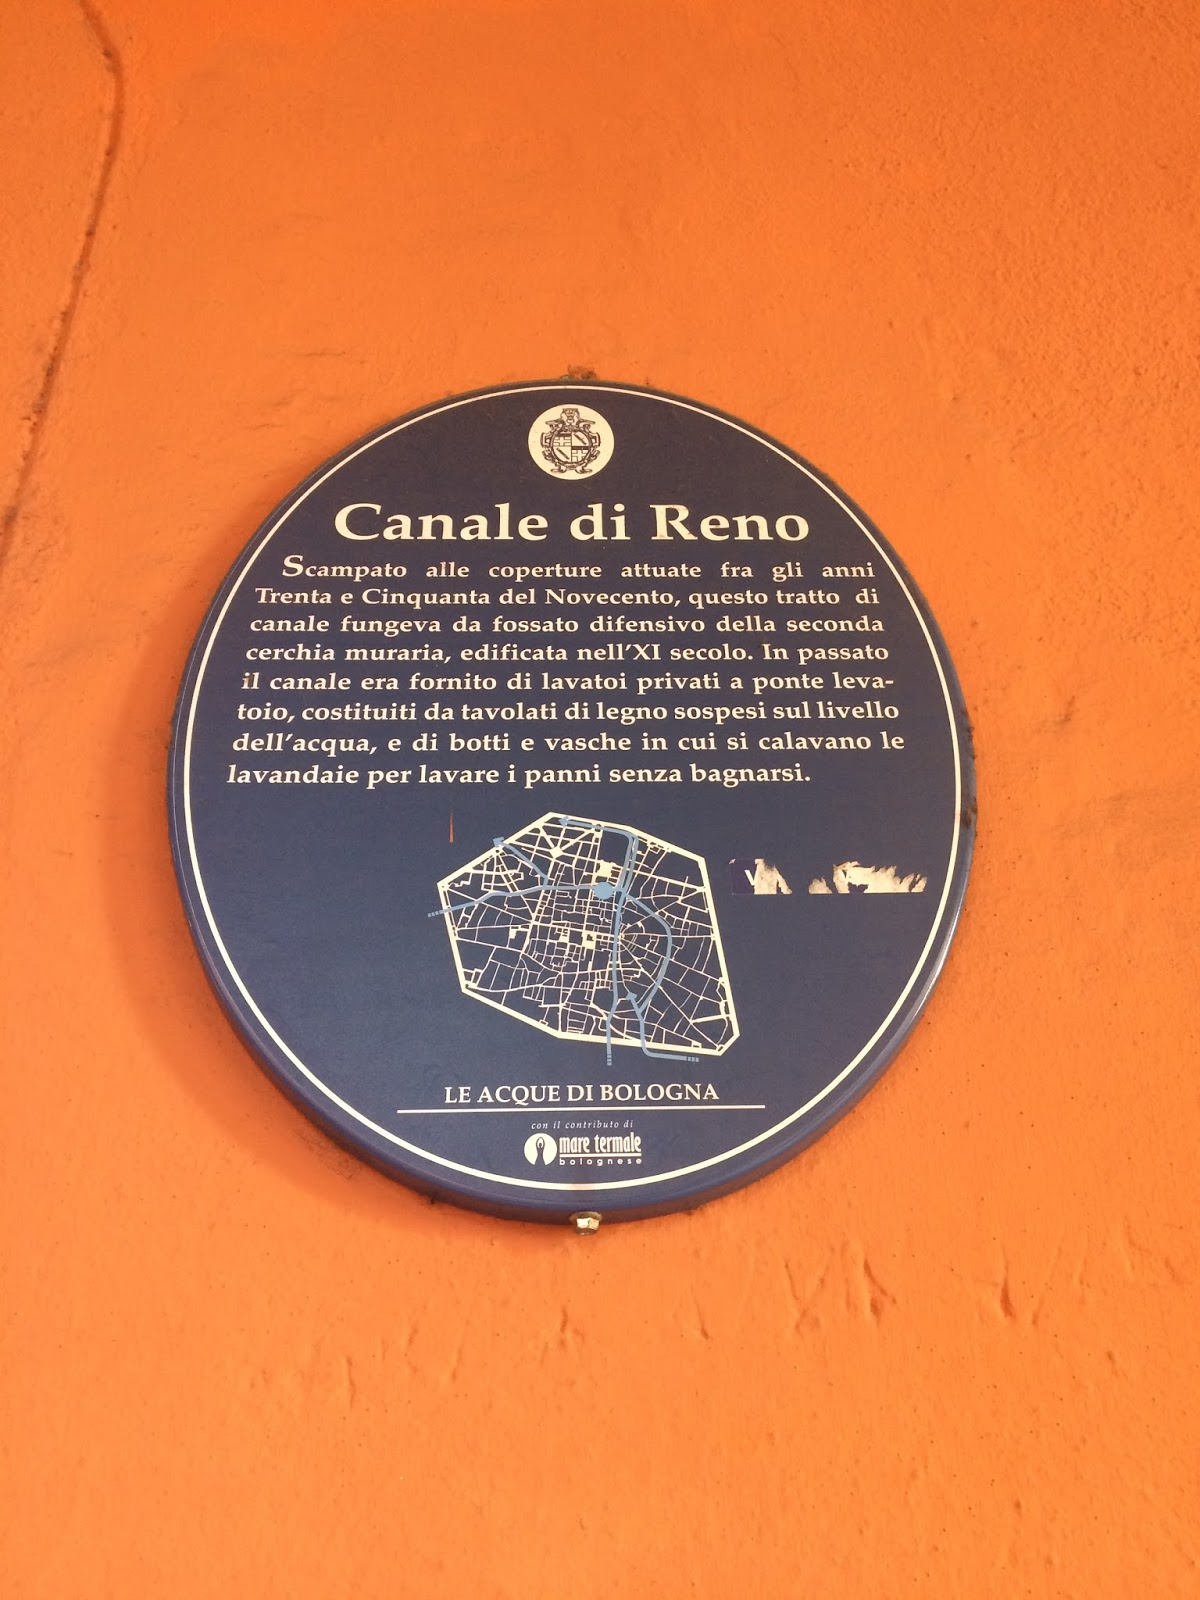 Canale di Reno
Scampato alle coperture attuate fra gli anni
Trenta e Cinquanta del Novecento, questo tratto di
canale fungeva da fossato difensivo della seconda
cerchia muraria, edificata nell'XI secolo. In passato
il canale era fornito di lavatoi privati a ponte leva-
toio, costituiti da tavolati di legno sospesi sul livello
dell'acqua, e di botti e vasche in cui si calavano le
lavandaie per lavare i panni senza bagnarsi.
LE ACQUE DI BOLOGNA
con il contributo di
mare termale
bolognese